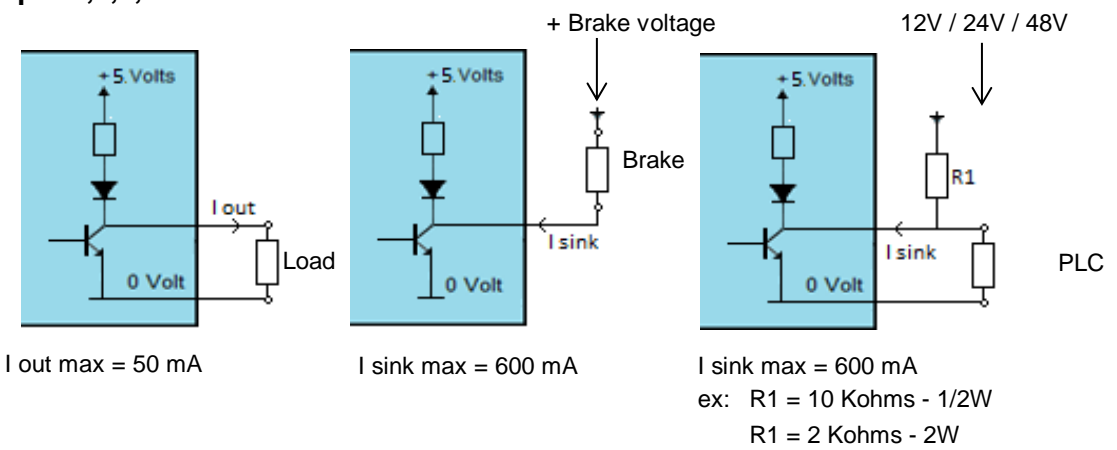 + Brake voltage
12V / 24V / 48V
+5.Volts
I out
Load
0 Volt
I out max = 50 mA
+5.Volts
Brake
I sink
0 Volt
I sink max = 600 mA
+5.Volts
R1
I sink
PLC
0 Volt
I sink max = 600 mA
ex: R1 = 10 Kohms - 1/2W
R1 = 2 Kohms - 2W